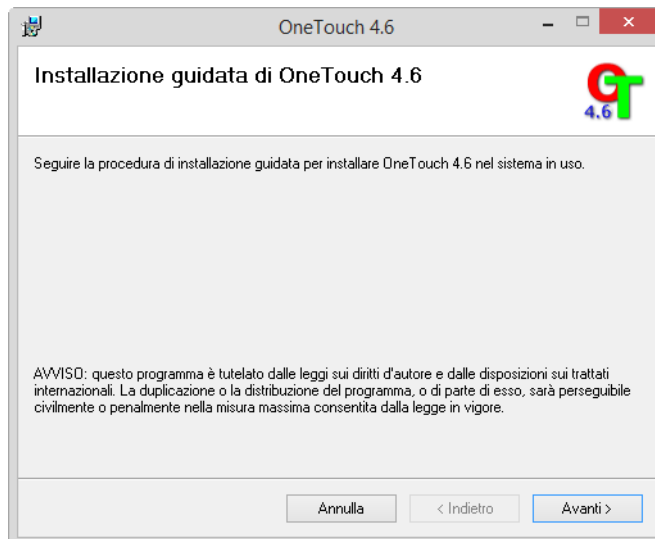 OneTouch 4.6
Installazione guidata di OneTouch 4.6
OT
4.6
Seguire la procedura di installazione guidata per installare OneTouch 4.6 nel sistema in uso.
AVVISO: questo programma è tutelato dalle leggi sui diritti d'autore e dalle disposizioni sui trattati
internazionali. La duplicazione o la distribuzione del programma, o di parte di esso, sarà perseguibile
civilmente o penalmente nella misura massima consentita dalla legge in vigore.
Annulla
< Indietro
Avanti >